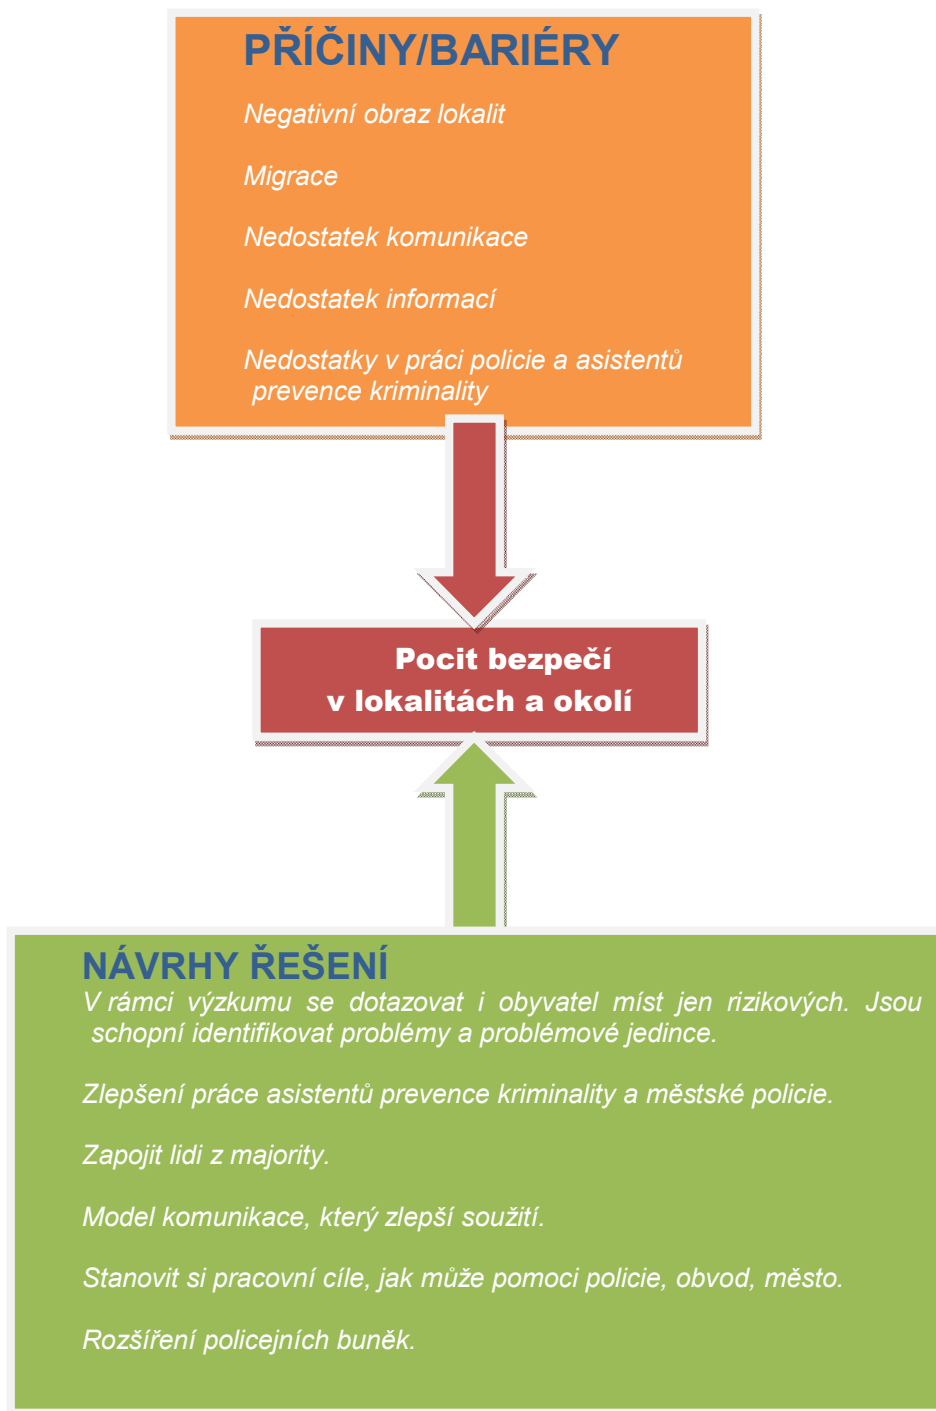 PŘÍČINY/BARIÉRY
Negativní obraz lokalit
Migrace
Nedostatek komunikace
Nedostatek informací
Nedostatky v práci policie a asistentů
prevence kriminality
Pocit bezpečí
v lokalitách a okolí
NÁVRHY ŘEŠENÍ
V rámci výzkumu se dotazovat i obyvatel míst jen rizikových. Jsou
schopní identifikovat problémy a problémové jedince.
Zlepšení práce asistentů prevence kriminality a městské policie.
Zapojit lidi z majority.
Model komunikace, který zlepší soužití.
Stanovit si pracovní cíle, jak může pomoci policie, obvod, město.
Rozšíření policejních buněk.